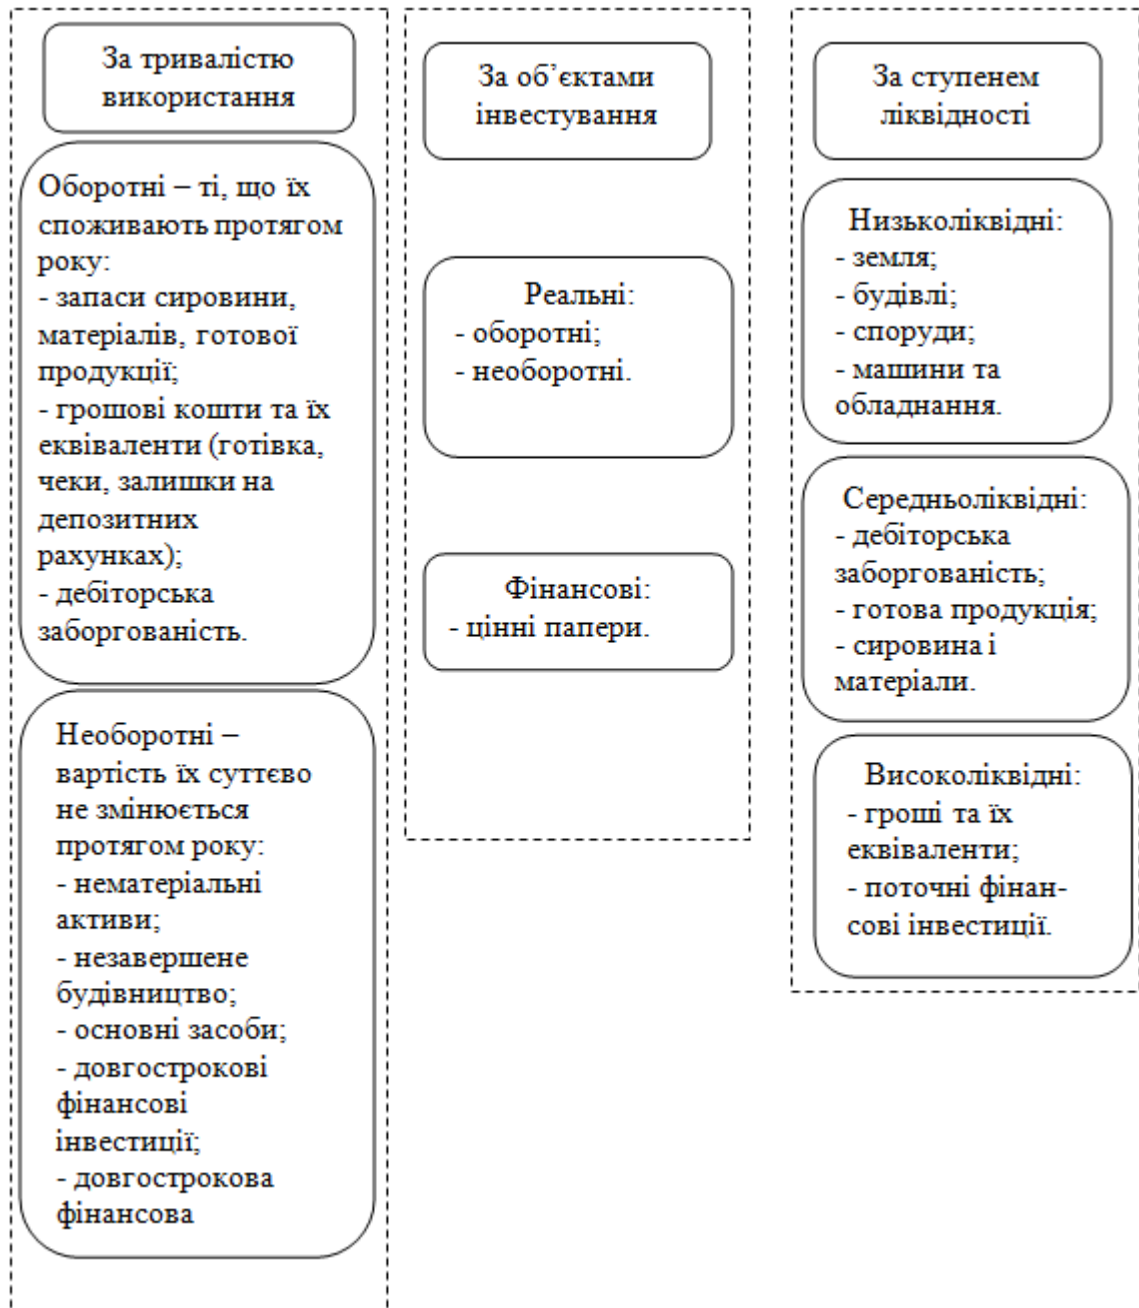 За тривалістю
використання
Оборотні – ті, що їх
споживають протягом
року:
- запаси сировини,
матеріалів, готової
продукції;
- грошові кошти та їх
еквіваленти (готівка,
чеки, залишки на
депозитних
рахунках);
- дебіторська
заборгованість.
Необоротні –
вартість їх суттєво
не змінюється
протягом року:
- нематеріальні
активи;
- незавершене
будівництво;
- основні засоби;
- довгострокові
фінансові
інвестиції;
- довгострокова
фінансова
За об’єктами
інвестування
Реальні:
- оборотні;
- необоротні.
Фінансові:
- цінні папери.
За ступенем
ліквідності
Низьколіквідні:
- земля;
- будівлі;
- споруди;
- машини та
обладнання.
Середньоліквідні:
- дебіторська
заборгованість;
- готова продукція;
- сировина і
матеріали.
Високоліквідні:
- гроші та їх
еквіваленти;
- поточні фінан-
сові інвестиції.